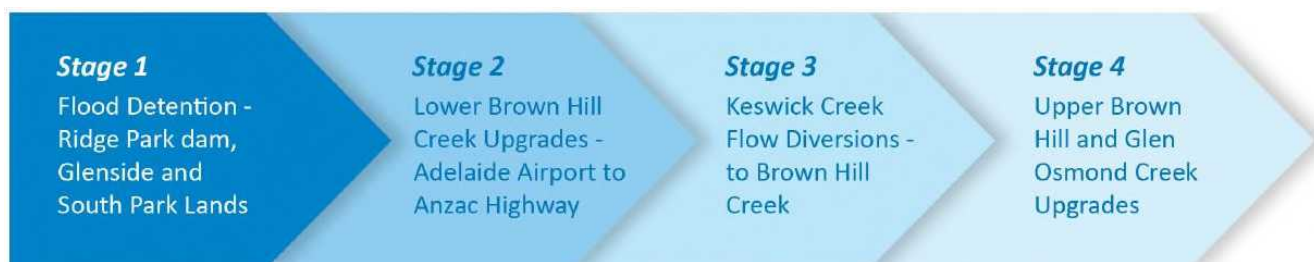 Stage 1
Flood Detention -
Ridge Park dam,
Glenside and
South Park Lands
Stage 2
Lower Brown Hill
Creek Upgrades -
Adelaide Airport to
Anzac Highway
Stage 3
Keswick Creek
Flow Diversions -
to Brown Hill
Creek
Stage 4
Upper Brown
Hill and Glen
Osmond Creek
Upgrades